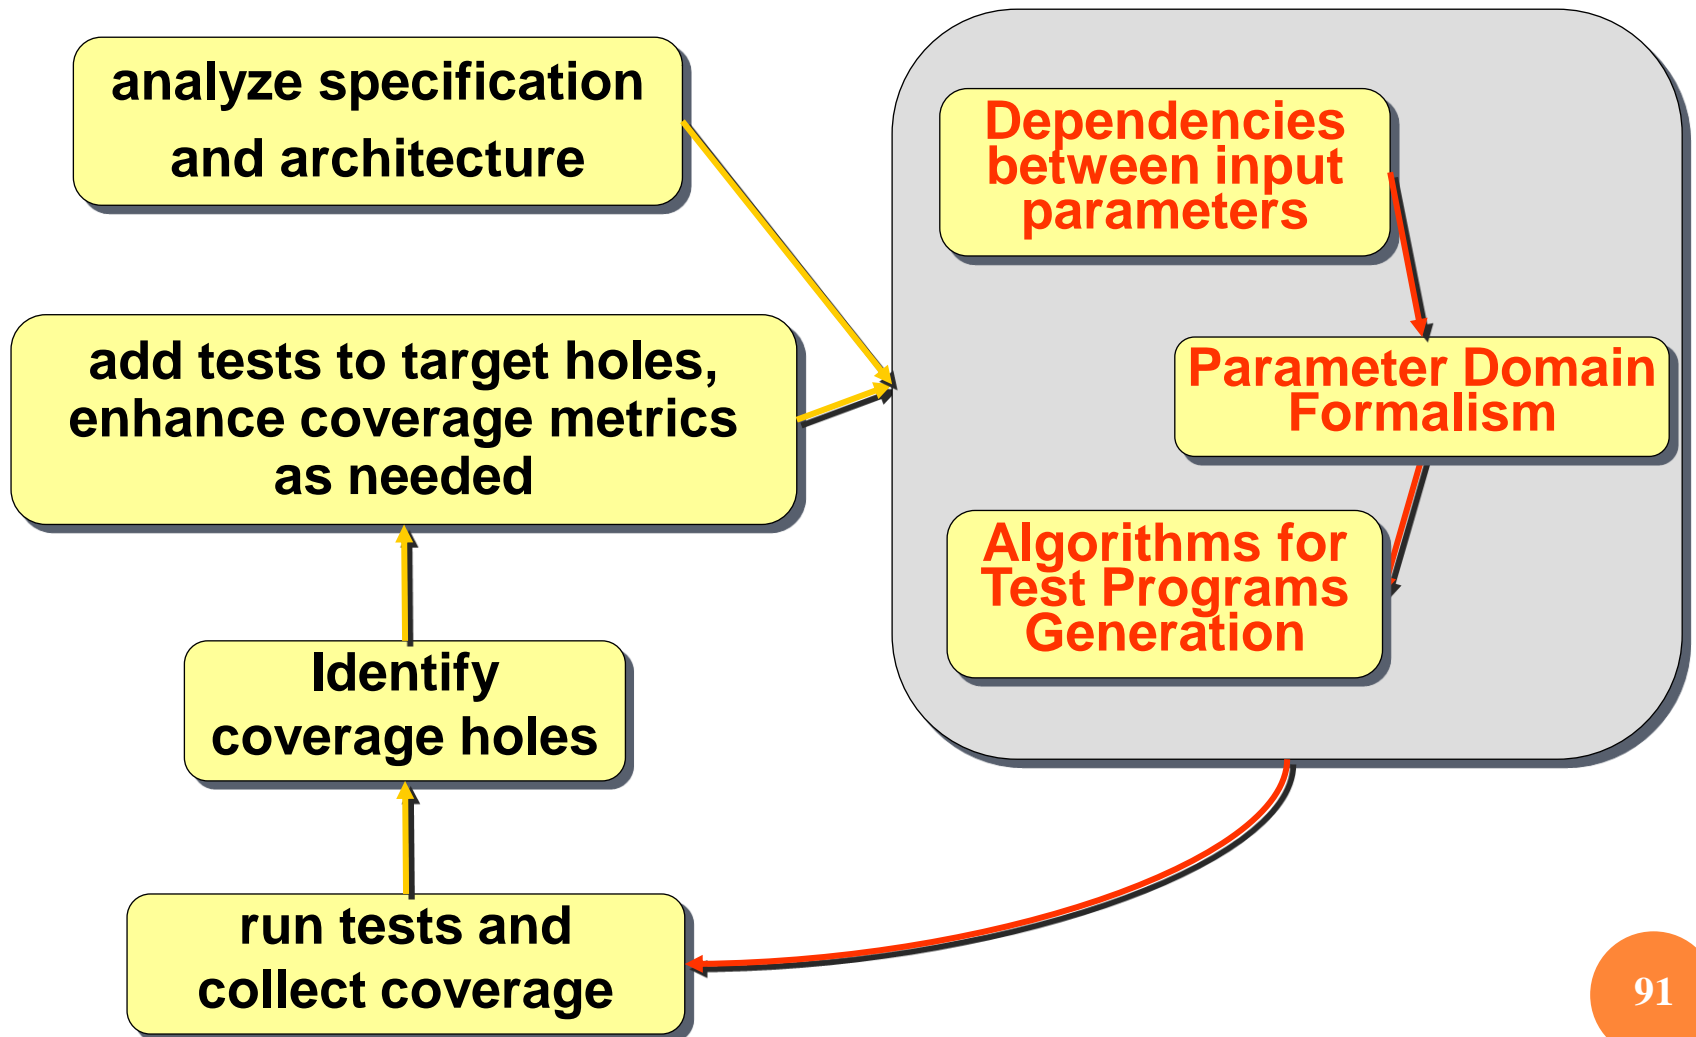 analyze specification
and architecture
Dependencies
between input
parameters
add tests to target holes,
enhance coverage metrics
as needed
Parameter Domain
Formalism
Algorithms for
Test Programs
Generation
Identify
coverage holes
run tests and
collect coverage
91